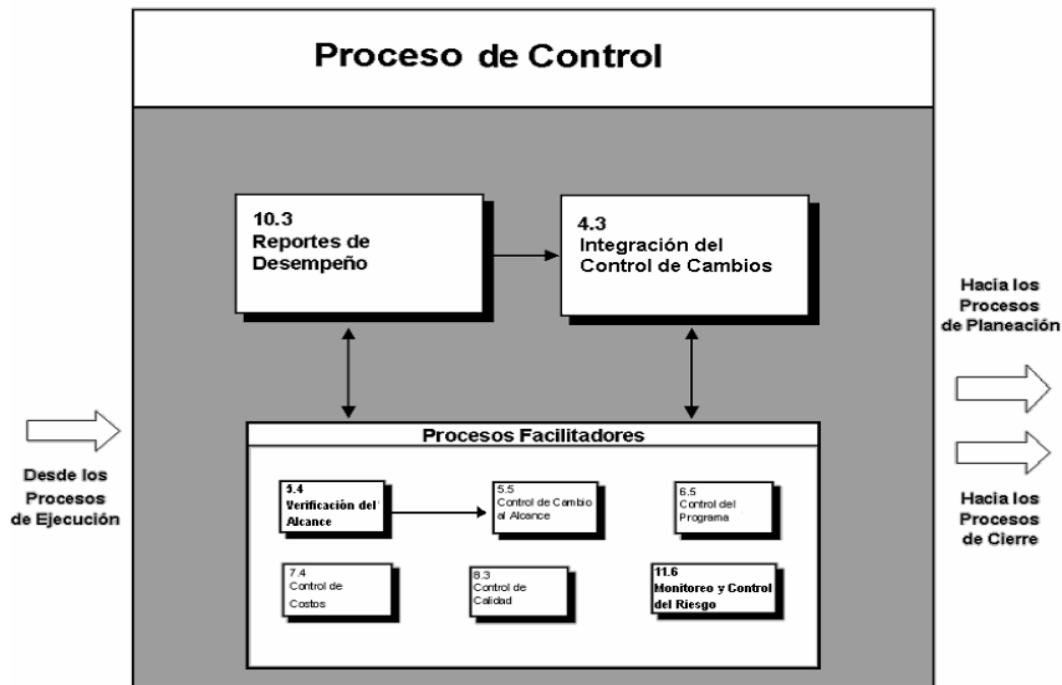 Proceso de Control
10.3
Reportes de
Desempeño
4.3
Integración del
Control de Cambios
Hacia los
Procesos
de Planeación
Desde los
Procesos
de Ejecución
Procesos Facilitadores
5.4
Verificación del
Alcance
5.5
Control de Cambio
al Alcance
6.5
Control del
Programa
7.4
Control de
Costos
8.3
Control de
Calidad
11.6
Monitoreo y Control
del Riesgo
Hacia los
Procesos
de Cierre